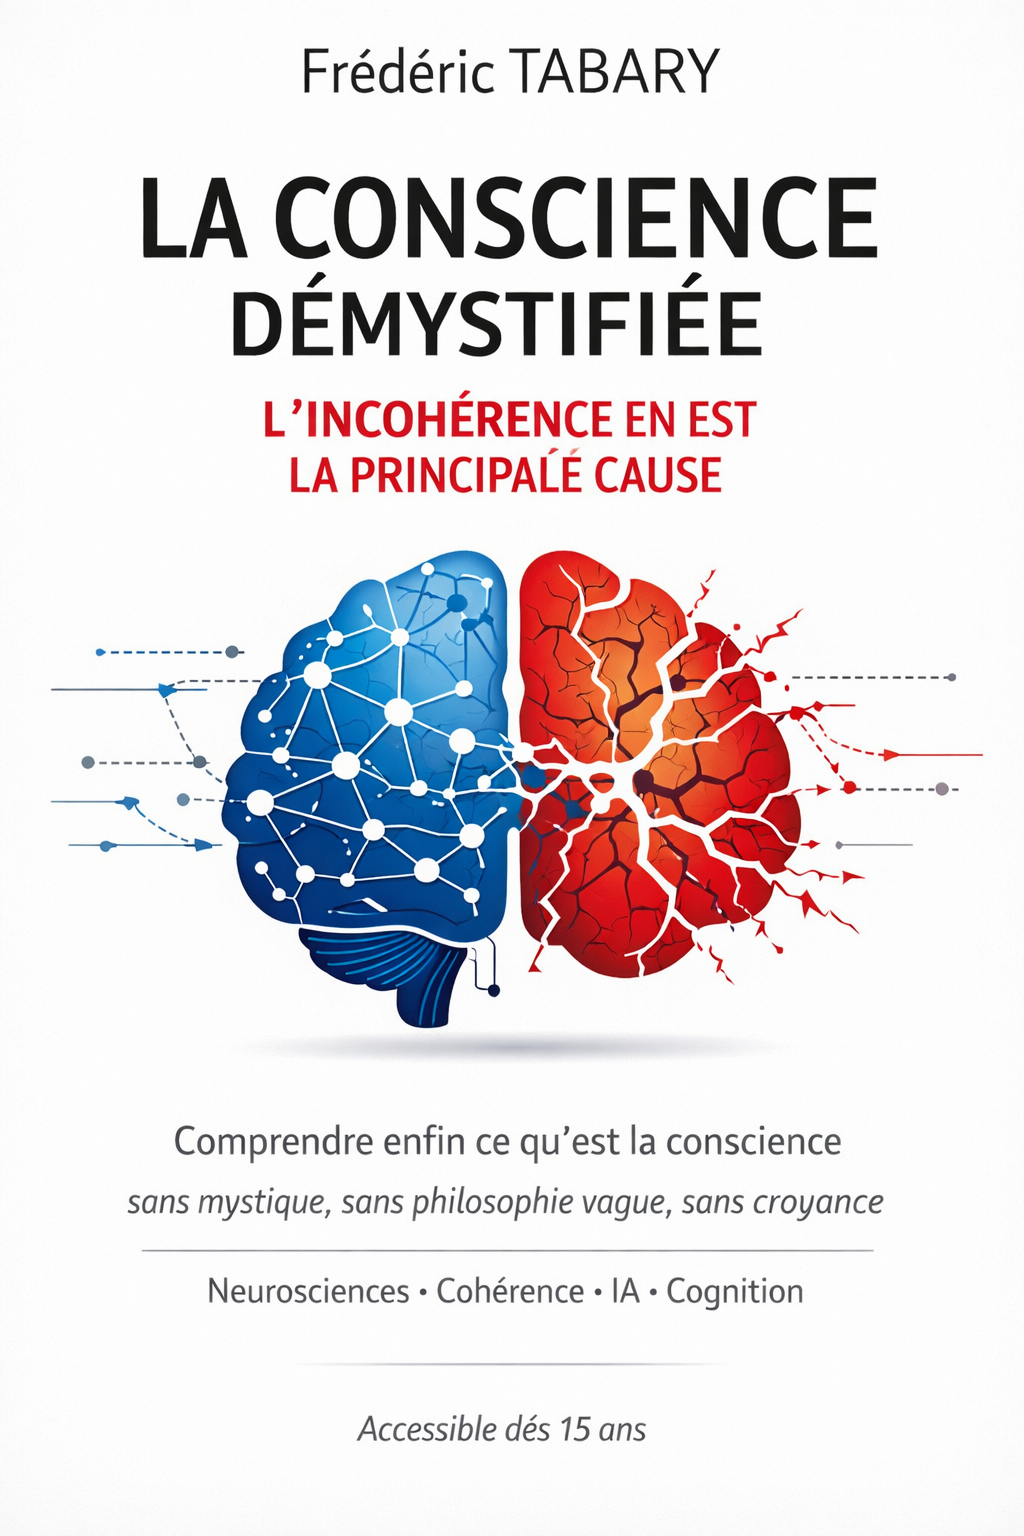 Frédéric TABARY
LA CONSCIENCE
DÉMYSTIFIÉE
L’INCOHÉRENCE EN EST
LA PRINCIPALÉ CAUSE
Comprendre enfin ce qu’est la conscience
sans mystique, sans philosophie vague, sans croyance
Neurosciences • Cohérence • IA • Cognition
Accessible dés 15 ans